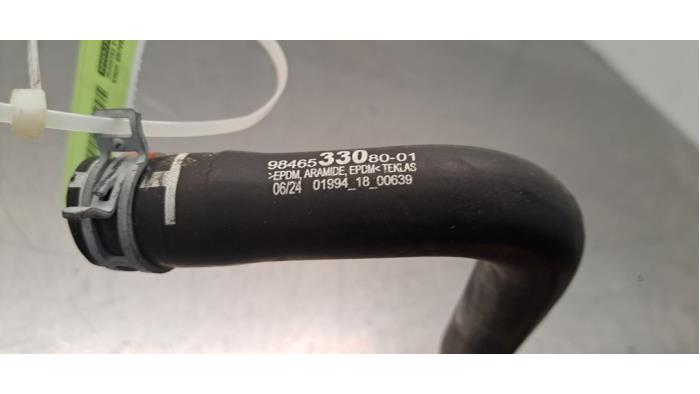 9846533080-01
>EPDM, ARAMIDE, EPDM< TEKLAS
06/24 01994_18_00639